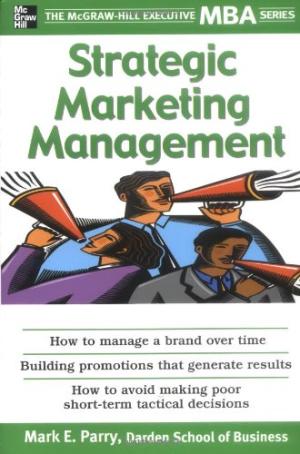 Mc
Graw
Hill
THE McGRAW-HILL EXECUTIVE MBA SERIES
Strategic
Marketing
Management
How to manage a brand over time
Building promotions that generate results
How to avoid making poor
short-term tactical decisions
Mark E. Parry, Darden School of Business